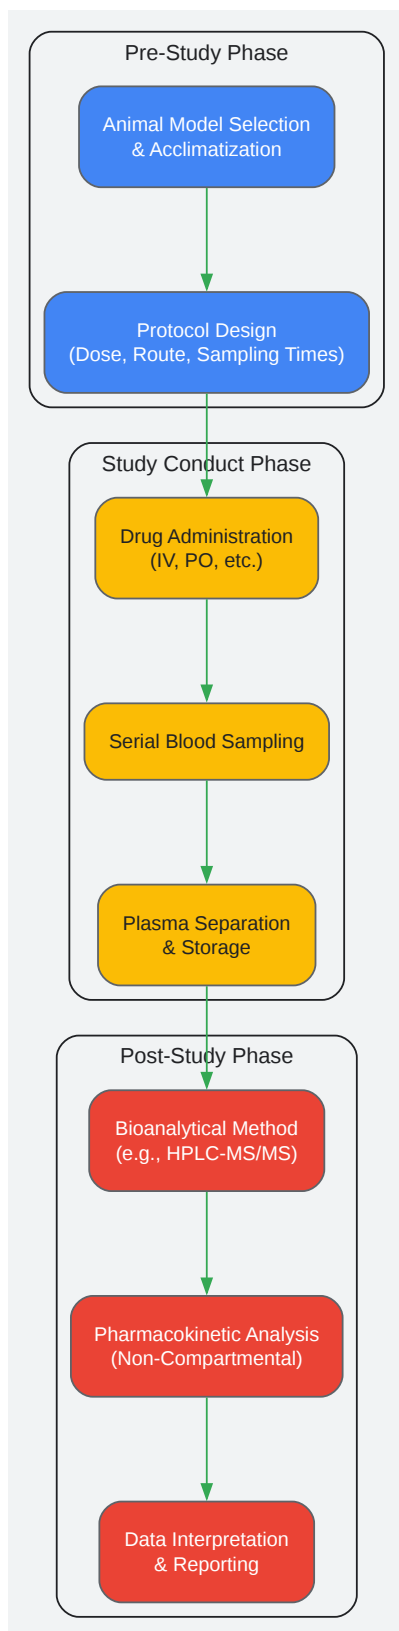 Pre-Study Phase
Animal Model Selection
& Acclimatization
Protocol Design
(Dose, Route, Sampling Times)
Study Conduct Phase
Drug Administration
(IV, PO, etc.)
Serial Blood Sampling
Plasma Separation
& Storage
Post-Study Phase
Bioanalytical Method
(e.g., HPLC-MS/MS)
Pharmacokinetic Analysis
(Non-Compartmental)
Data Interpretation
& Reporting